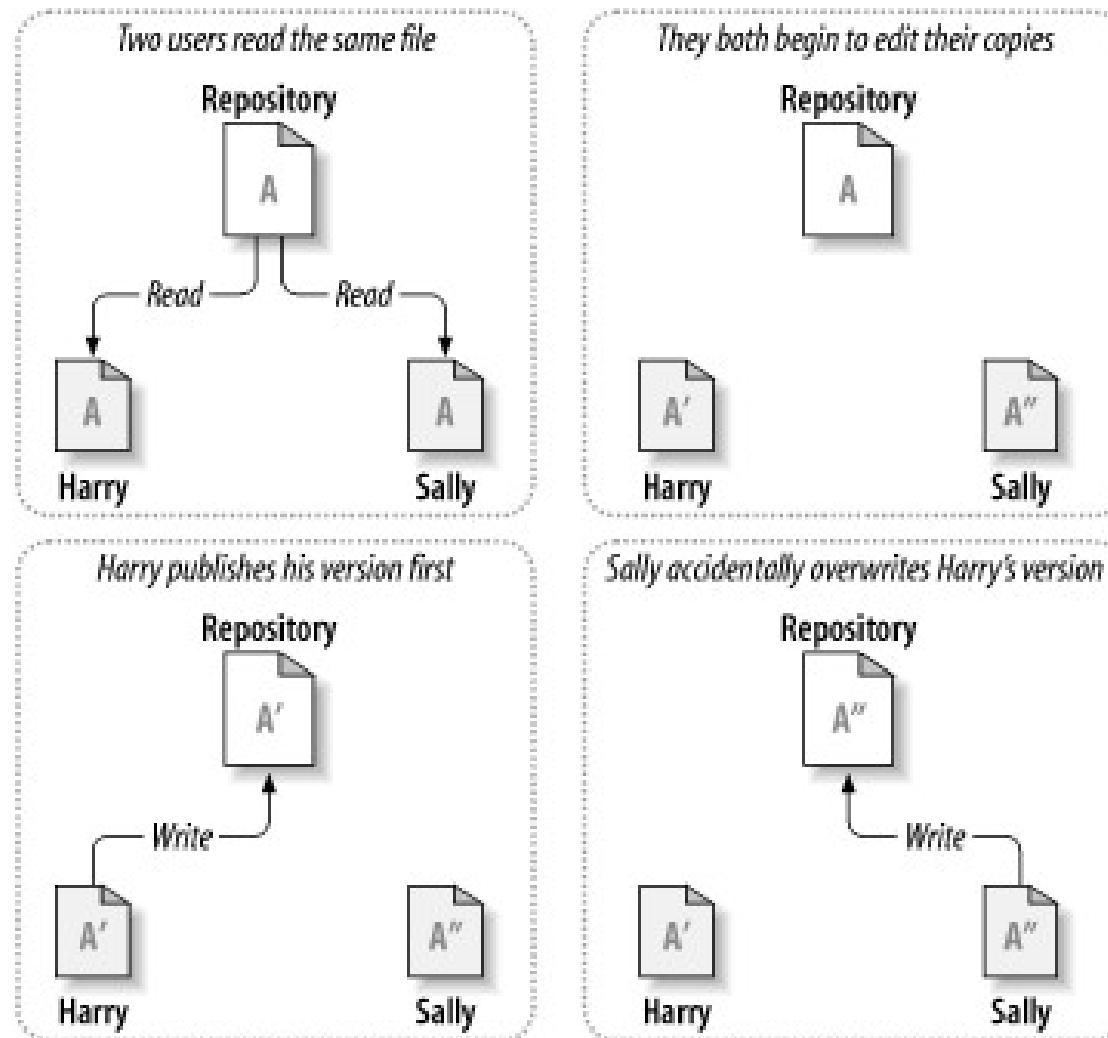 Two users read the same file
Repository
A
Read
Read
A
A
Harry
Sally
They both begin to edit their copies
Repository
A
A′
A″
Harry
Sally
Harry publishes his version first
Repository
A′
Write
A′
A″
Harry
Sally
Sally accidentally overwrites Harry's version
Repository
A″
Write
A′
A″
Harry
Sally